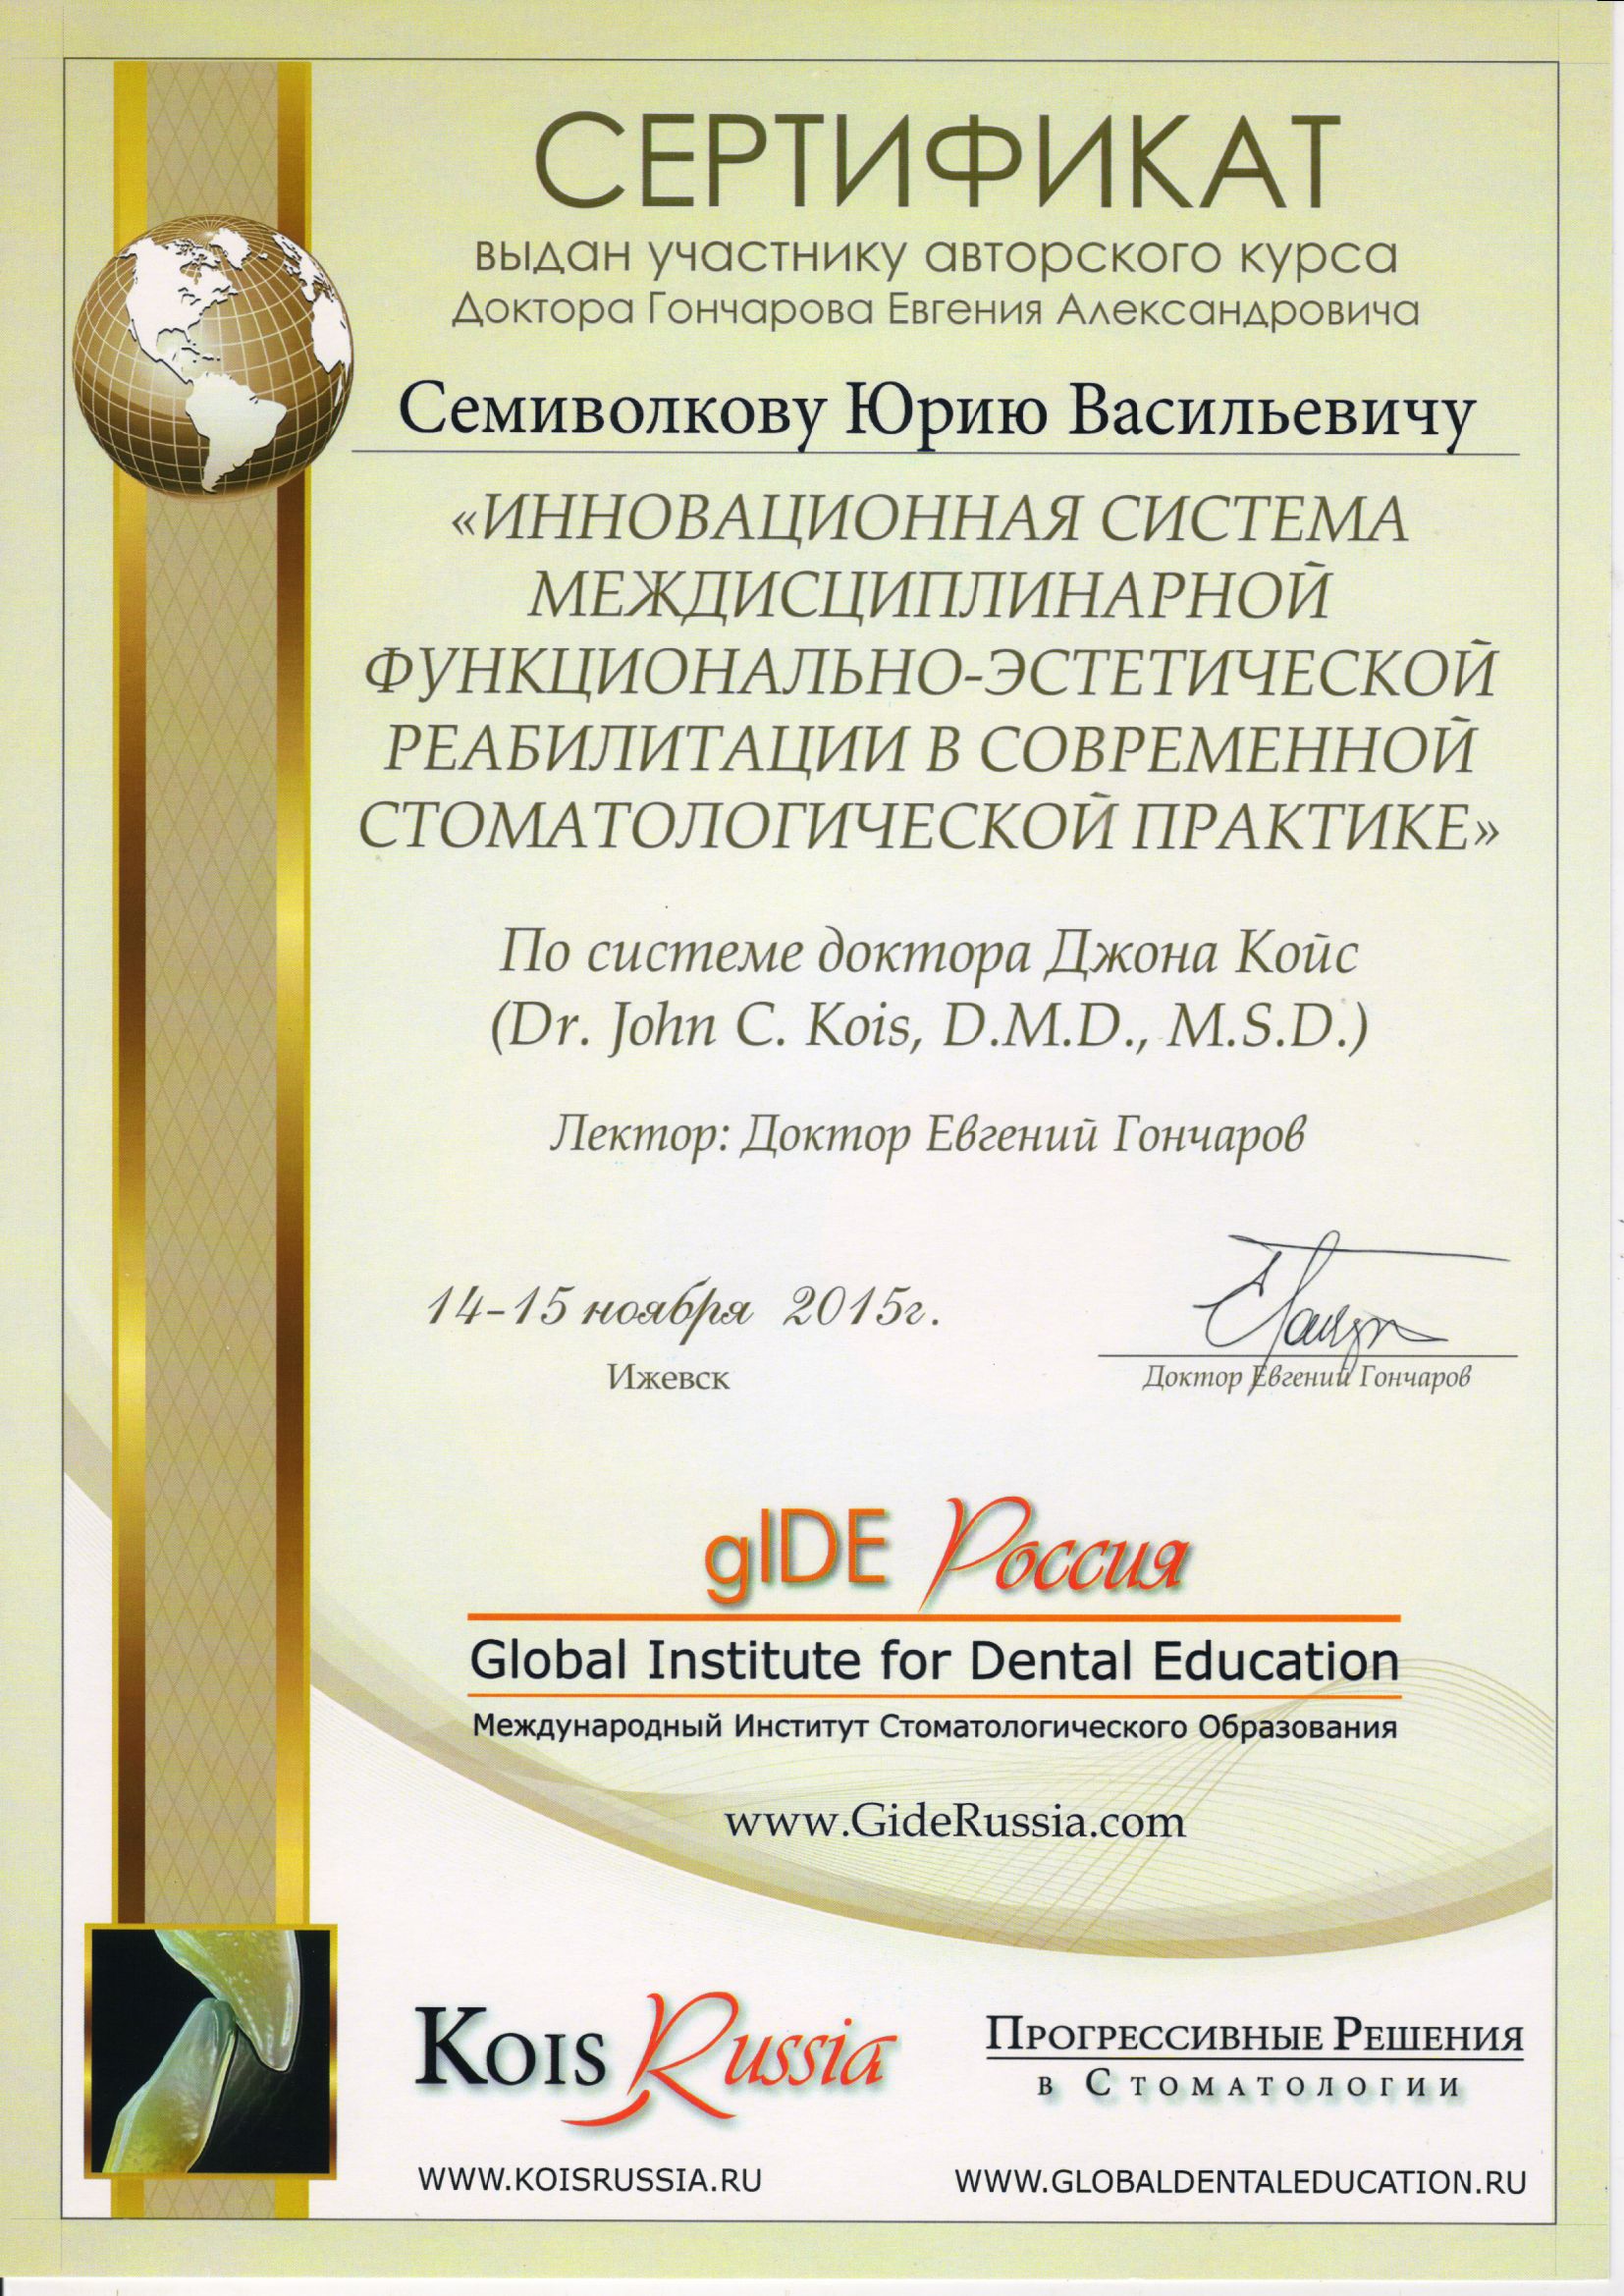 СЕРТИФИКАТ
выдан участнику авторского курса
Доктора Гончарова Евгения Александровича
Семиволкову Юрию Васильевичу
«ИННОВАЦИОННАЯ СИСТЕМА
МЕЖДИСЦИПЛИНАРНОЙ
ФУНКЦИОНАЛЬНО-ЭСТЕТИЧЕСКОЙ
РЕАБИЛИТАЦИИ В СОВРЕМЕННОЙ
СТОМАТОЛОГИЧЕСКОЙ ПРАКТИКЕ»
По системе доктора Джона Койс
(Dr. John C. Kois, D.M.D., M.S.D.)
Лектор: Доктор Евгений Гончаров
14-15 ноября 2015г.
Ижевск
Доктор Евгений Гончаров
gIDE Россия
Global Institute for Dental Education
Международный Институт Стоматологического Образования
www.GideRussia.com
Kois Russia
Прогрессивные Решения
в Стоматологии
WWW.KOISRUSSIA.RU
WWW.GLOBALDENTALEDUCATION.RU